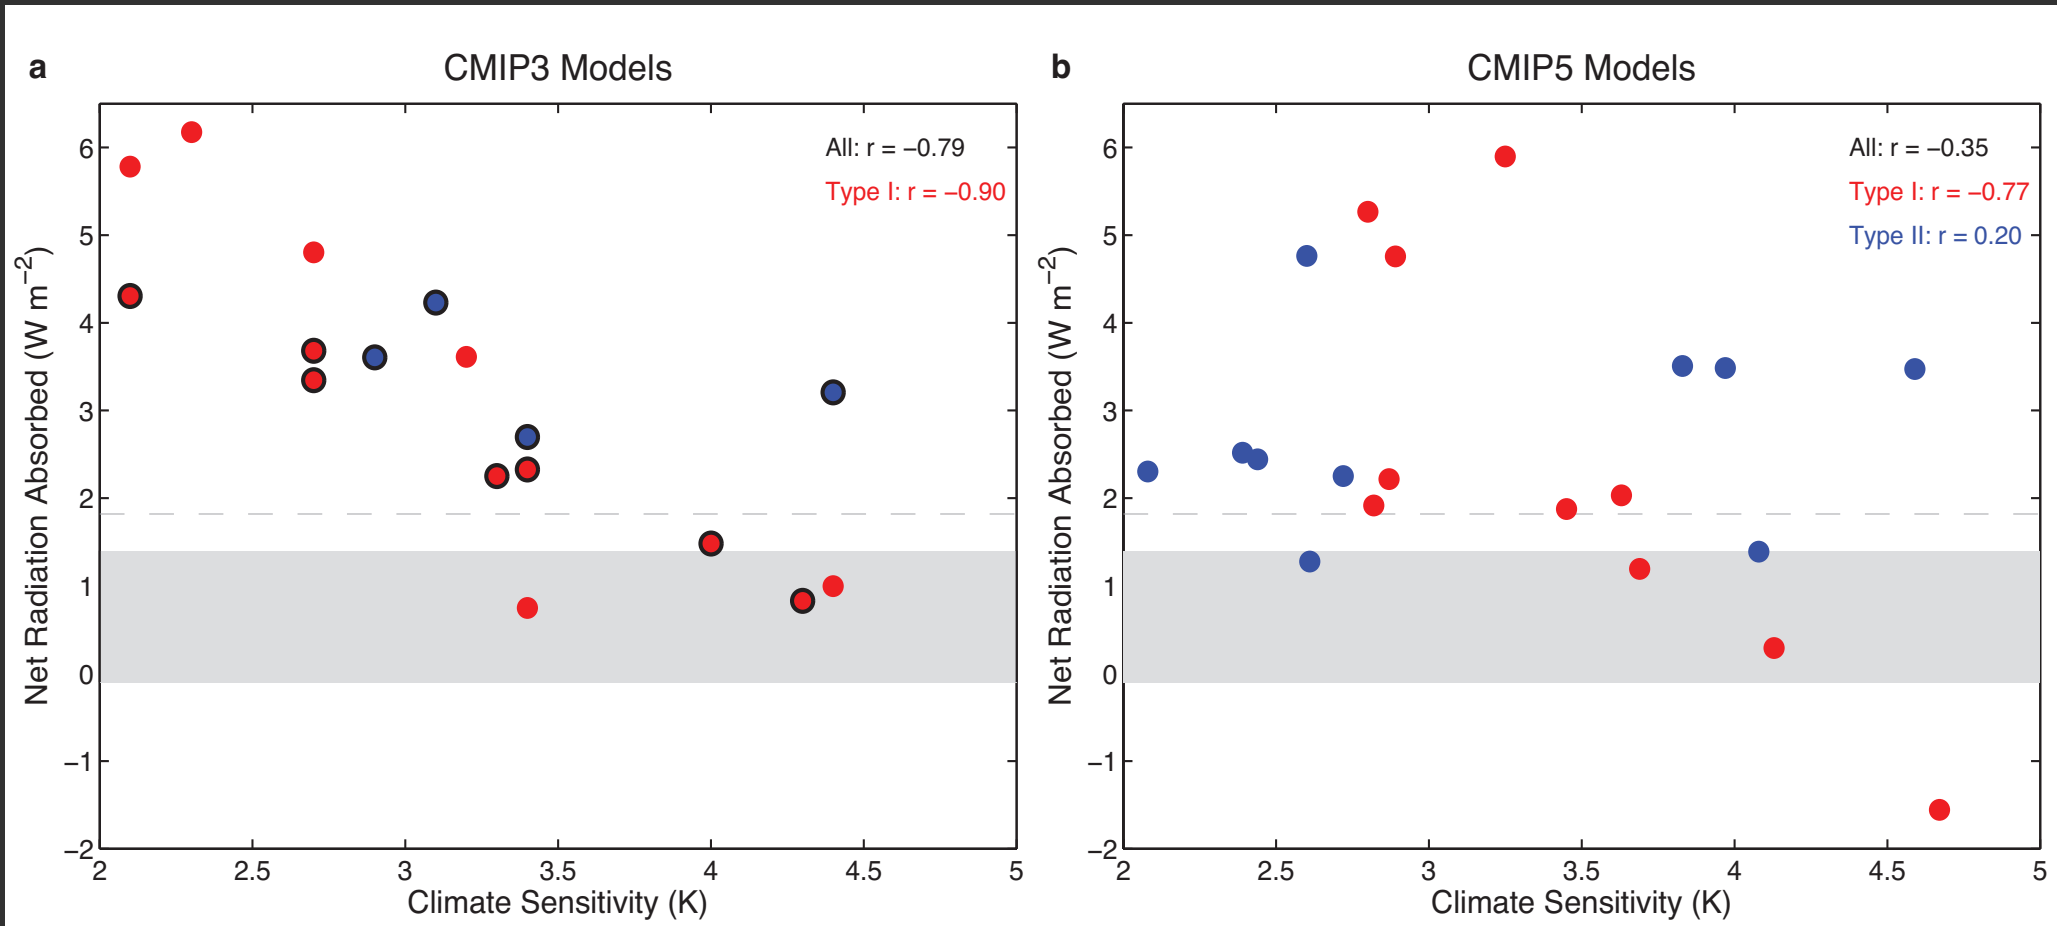 a
CMIP3 Models
All: r = −0.79
Type I: r = −0.90
6
5
4
3
2
1
0
−1
−2
2 2.5 3 3.5 4 4.5 5
Net Radiation Absorbed (W m−2)
Climate Sensitivity (K)
b
CMIP5 Models
All: r = −0.35
Type I: r = −0.77
Type II: r = 0.20
6
5
4
3
2
1
0
−1
−2
2 2.5 3 3.5 4 4.5 5
Net Radiation Absorbed (W m−2)
Climate Sensitivity (K)